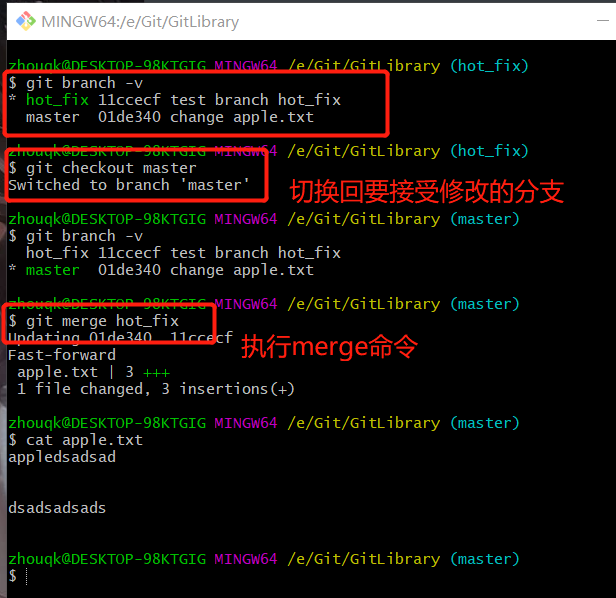 MINGW64:/e/Git/GitLibrary
zhouqk@DESKTOP-98KTGIG MINGW64 /e/Git/GitLibrary (hot_fix)
$ git branch -v
* hot_fix 11ccecf test branch hot_fix
master 01de340 change apple.txt
zhouqk@DESKTOP-98KTGIG MINGW64 /e/Git/GitLibrary (hot_fix)
$ git checkout master
Switched to branch 'master'
切换回要接受修改的分支
zhouqk@DESKTOP-98KTGIG MINGW64 /e/Git/GitLibrary (master)
$ git branch -v
hot_fix 11ccecf test branch hot_fix
* master 01de340 change apple.txt
zhouqk@DESKTOP-98KTGIG MINGW64 /e/Git/GitLibrary (master)
$ git merge hot_fix
Updating 01de340..11ccecf
执行merge命令
Fast-forward
apple.txt | 3 +++
1 file changed, 3 insertions(+)
zhouqk@DESKTOP-98KTGIG MINGW64 /e/Git/GitLibrary (master)
$ cat apple.txt
appledsadsad
dsadsadsads
zhouqk@DESKTOP-98KTGIG MINGW64 /e/Git/GitLibrary (master)
$